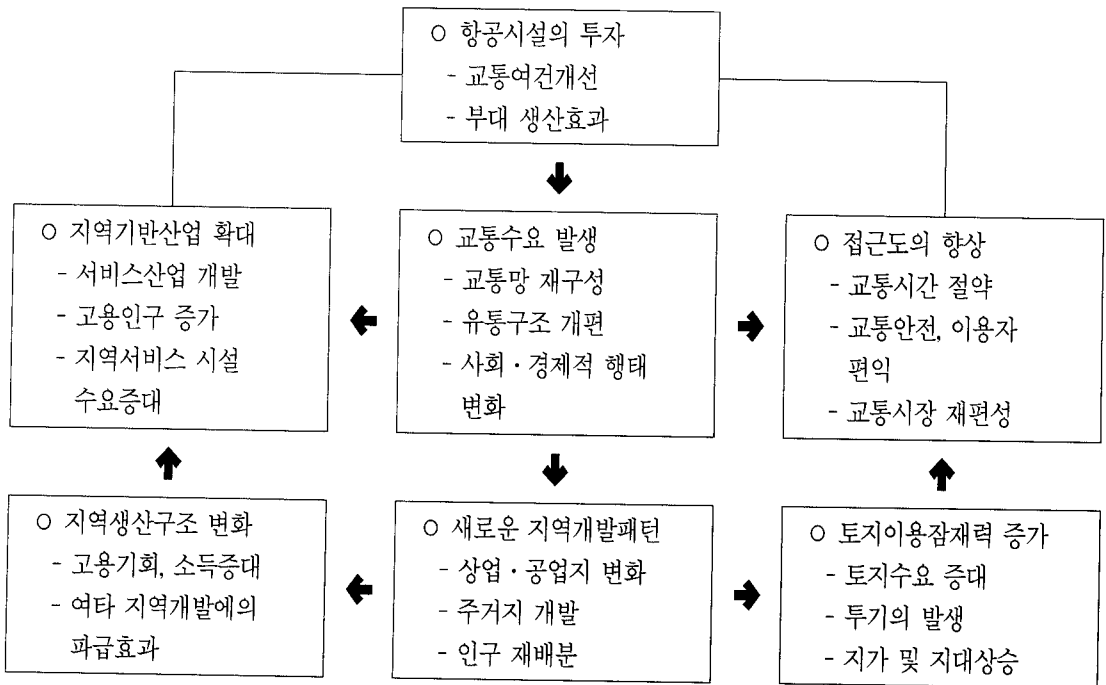 ○ 항공시설의 투자
- 교통여건개선
- 부대 생산효과
○ 지역기반산업 확대
- 서비스산업 개발
- 고용인구 증가
- 지역서비스 시설
수요증대
○ 교통수요 발생
- 교통망 재구성
- 유통구조 개편
- 사회·경제적 행태
변화
○ 접근도의 향상
- 교통시간 절약
- 교통안전, 이용자
편익
- 교통시장 재편성
○ 지역생산구조 변화
- 고용기회, 소득증대
- 여타 지역개발에의
파급효과
○ 새로운 지역개발패턴
- 상업·공업지 변화
- 주거지 개발
- 인구 재배분
○ 토지이용잠재력 증가
- 토지수요 증대
- 투기의 발생
- 지가 및 지대상승